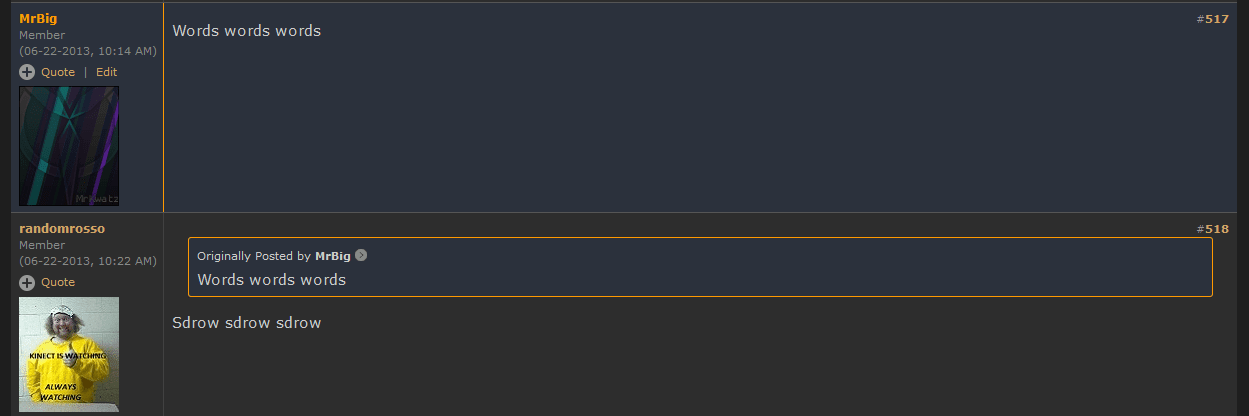 MrBig
Member
(06-22-2013, 10:14 AM)
Quote | Edit
Words words words
#517
randomrosso
Member
(06-22-2013, 10:22 AM)
Quote
KINECT IS WATCHING
ALWAYS
WATCHING
#518
Originally Posted by MrBig
Words words words
Sdrow sdrow sdrow